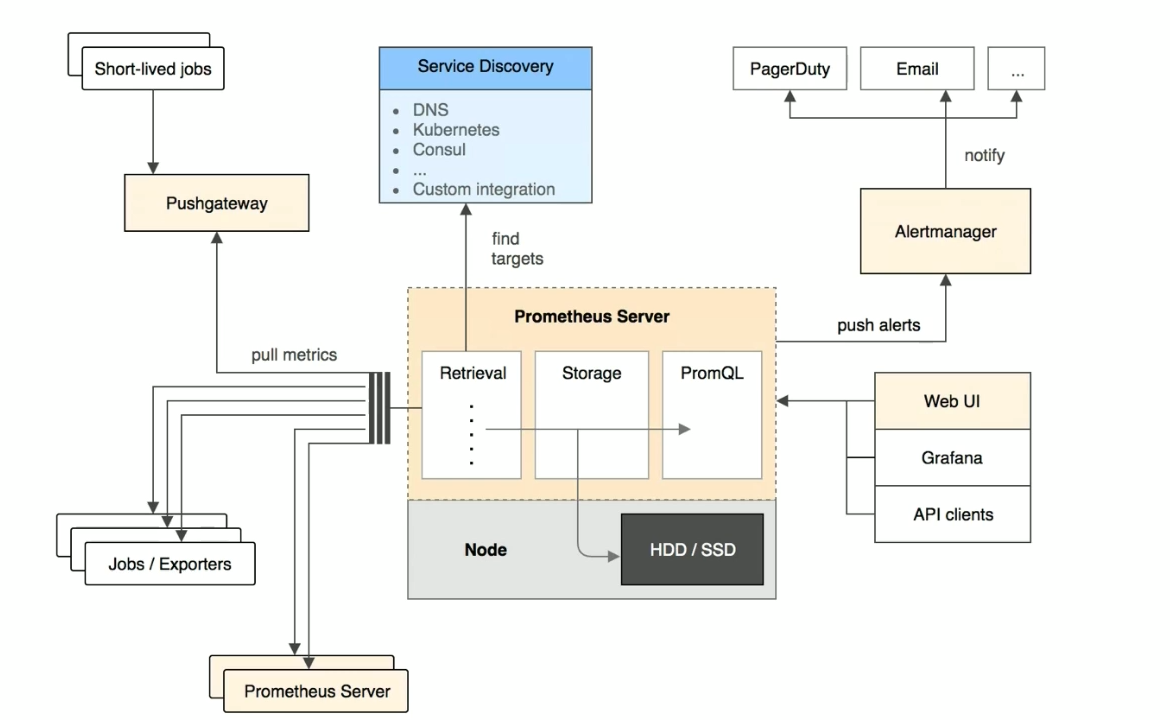 Short-lived jobs
Service Discovery
PagerDuty
Email
...
DNS
Kubernetes
Consul
...
Custom integration
notify
Pushgateway
Alertmanager
find
targets
Prometheus Server
push alerts
pull metrics
Retrieval
Storage
PromQL
Web UI
Grafana
API clients
Node
HDD / SSD
Jobs / Exporters
Prometheus Server